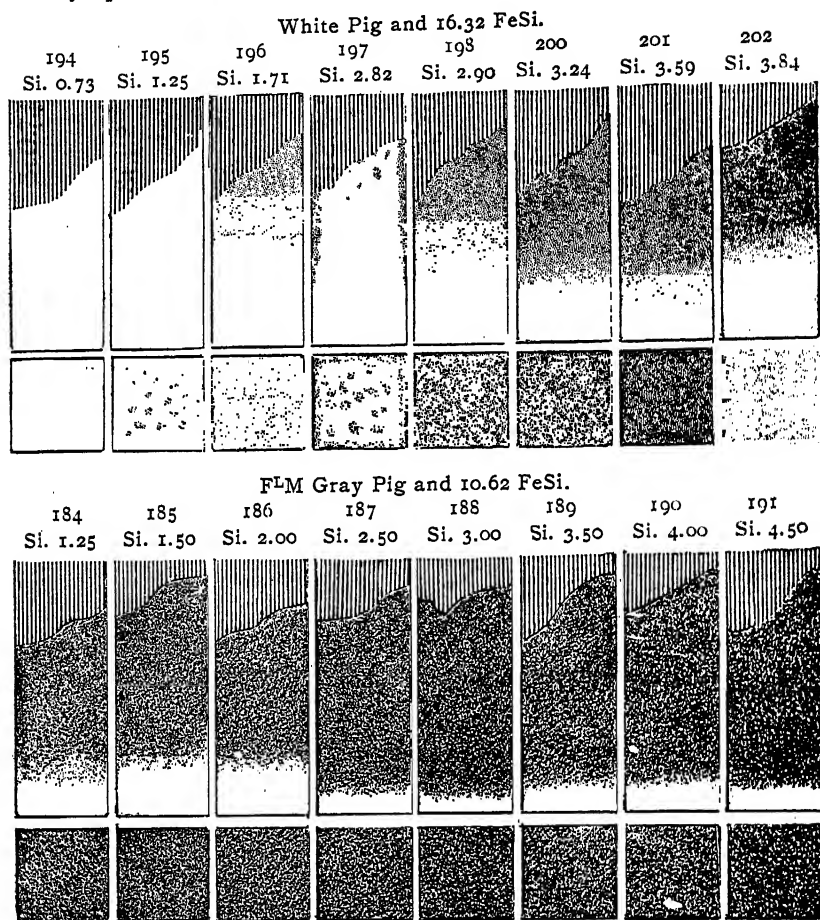 White Pig and 16.32 FeSi.
194 195 196 197 198 200 201 202
Si. 0.73 Si. 1.25 Si. 1.71 Si. 2.82 Si. 2.90 Si. 3.24 Si. 3.59 Si. 3.84
FLM Gray Pig and 10.62 FeSi.
184 185 186 187 188 189 190 191
Si. 1.25 Si. 1.50 Si. 2.00 Si. 2.50 Si. 3.00 Si. 3.50 Si. 4.00 Si. 4.50